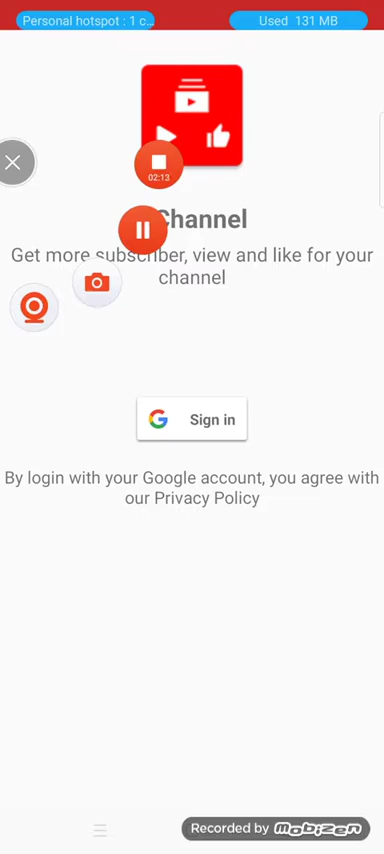 Personal hotspot : 1 c...
Used 131 MB
02:13
Channel
Get more subscriber, view and like for your
channel
Sign in
By login with your Google account, you agree with
our Privacy Policy
Recorded by Mobizen